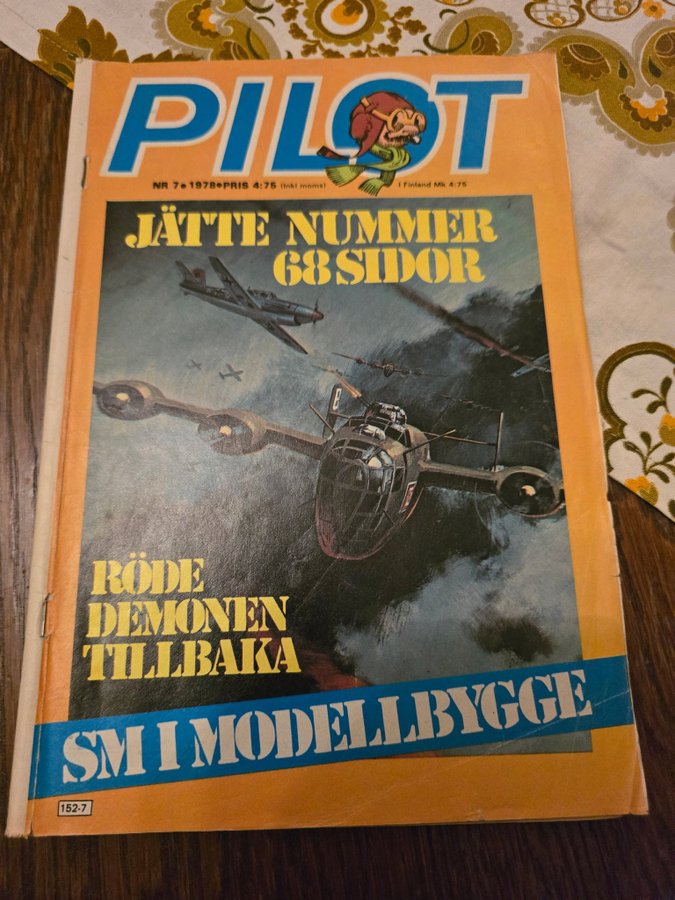 PILOT
NR 7 • 1978 • PRIS 4:75 (Inkl moms) I Finland Mk 4:75
JÄTTE NUMMER
68 SIDOR
RÖDE
DEMONEN
TILLBAKA
SM I MODELLBYGGE
152-7